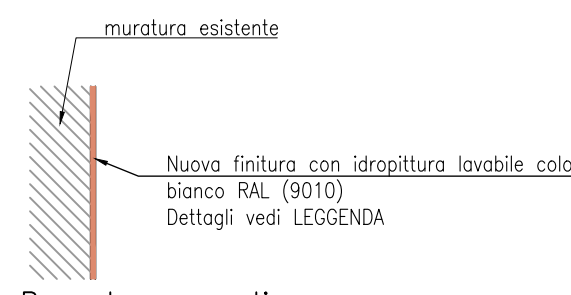 muratura esistente
Nuova finitura con idropittura lavabile colo
bianco RAL (9010)
Dettagli vedi LEGGENDA